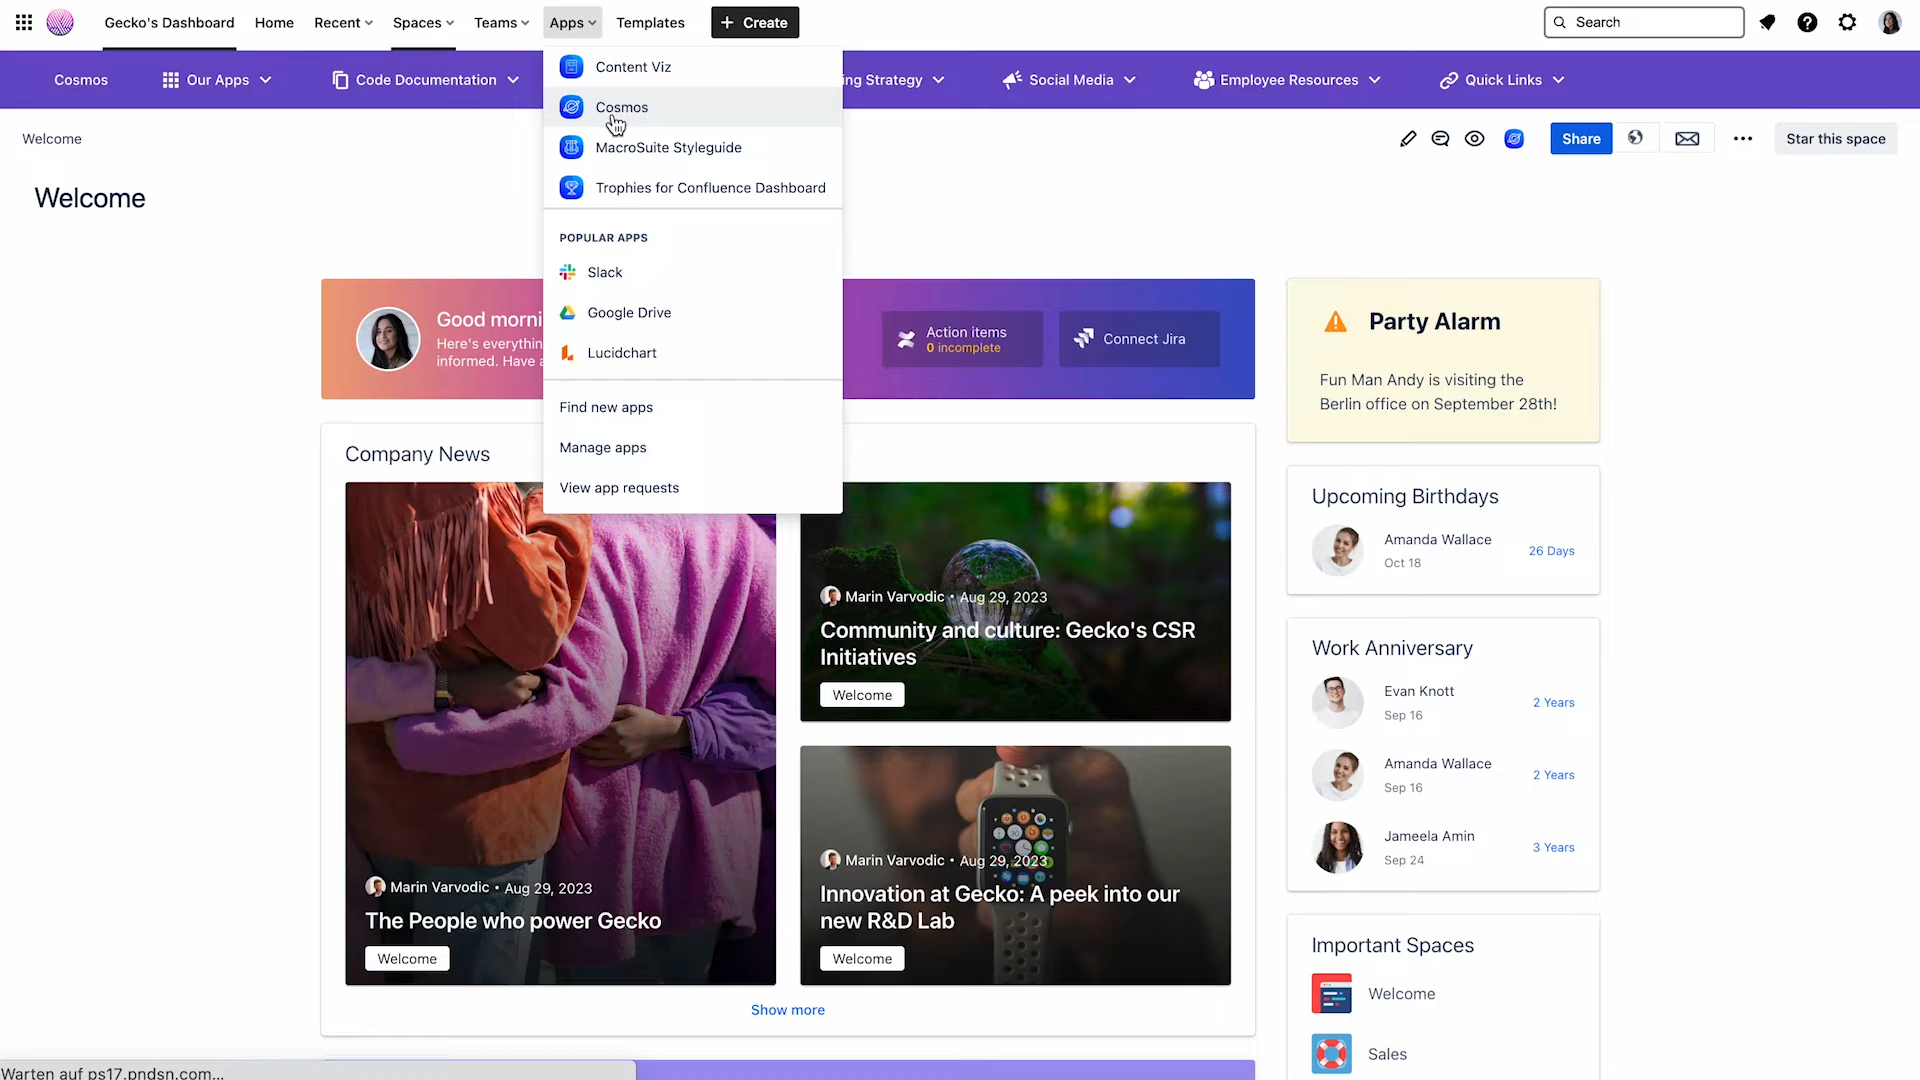 Gecko's Dashboard Home Recent Spaces Teams Apps Templates + Create Search
Cosmos Our Apps Code Documentation ing Strategy Social Media Employee Resources Quick Links
Content Viz
Cosmos
MacroSuite Styleguide
Trophies for Confluence Dashboard
POPULAR APPS
Slack
Google Drive
Lucidchart
Find new apps
Manage apps
View app requests
Welcome
Share
Star this space
Welcome
Good morni
Here's everythin
informed. Have a
Action items
0 incomplete
Connect Jira
Company News
Marin Varvodic • Aug 29, 2023
The People who power Gecko
Welcome
Marin Varvodic • Aug 29, 2023
Community and culture: Gecko's CSR
Initiatives
Welcome
Marin Varvodic • Aug 29, 2023
Innovation at Gecko: A peek into our
new R&D Lab
Welcome
Show more
Party Alarm
Fun Man Andy is visiting the
Berlin office on September 28th!
Upcoming Birthdays
Amanda Wallace
Oct 18
26 Days
Work Anniversary
Evan Knott
Sep 16
2 Years
Amanda Wallace
Sep 16
2 Years
Jameela Amin
Sep 24
3 Years
Important Spaces
Welcome
Sales
Warten auf ps17.pndsn.com...